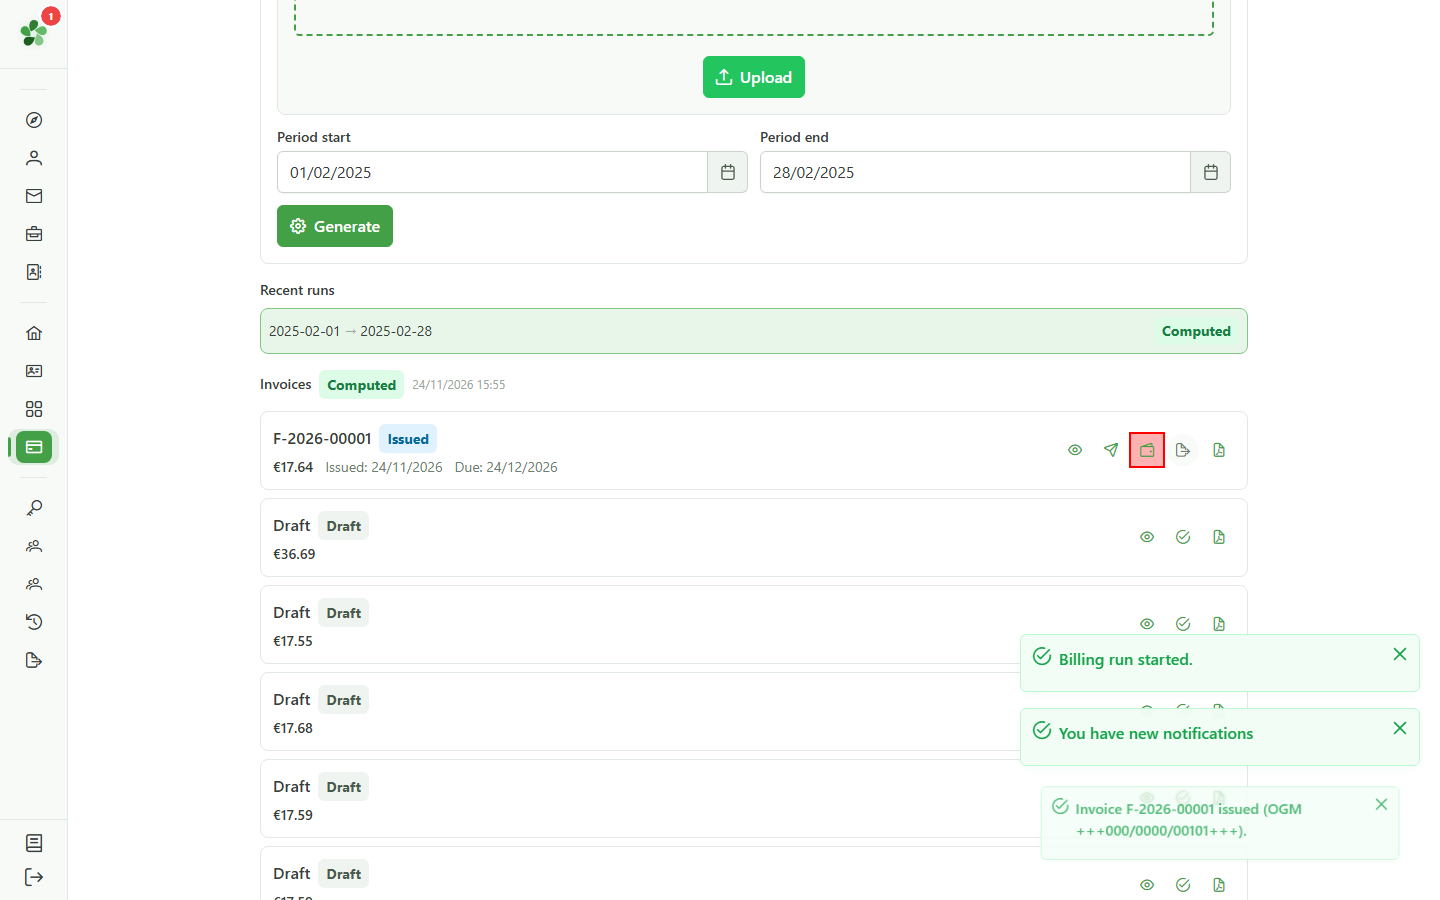 1
Upload
Period start
Period end
01/02/2025
28/02/2025
Generate
Recent runs
2025-02-01 → 2025-02-28
Computed
Invoices Computed 24/11/2026 15:55
F-2026-00001 Issued
€17.64 Issued: 24/11/2026 Due: 24/12/2026
Draft Draft
€36.69
Draft Draft
€17.55
Draft Draft
€17.68
Draft Draft
€17.59
Draft Draft
Billing run started.
You have new notifications
Invoice F-2026-00001 issued (OGM
+++000/0000/00101+++).